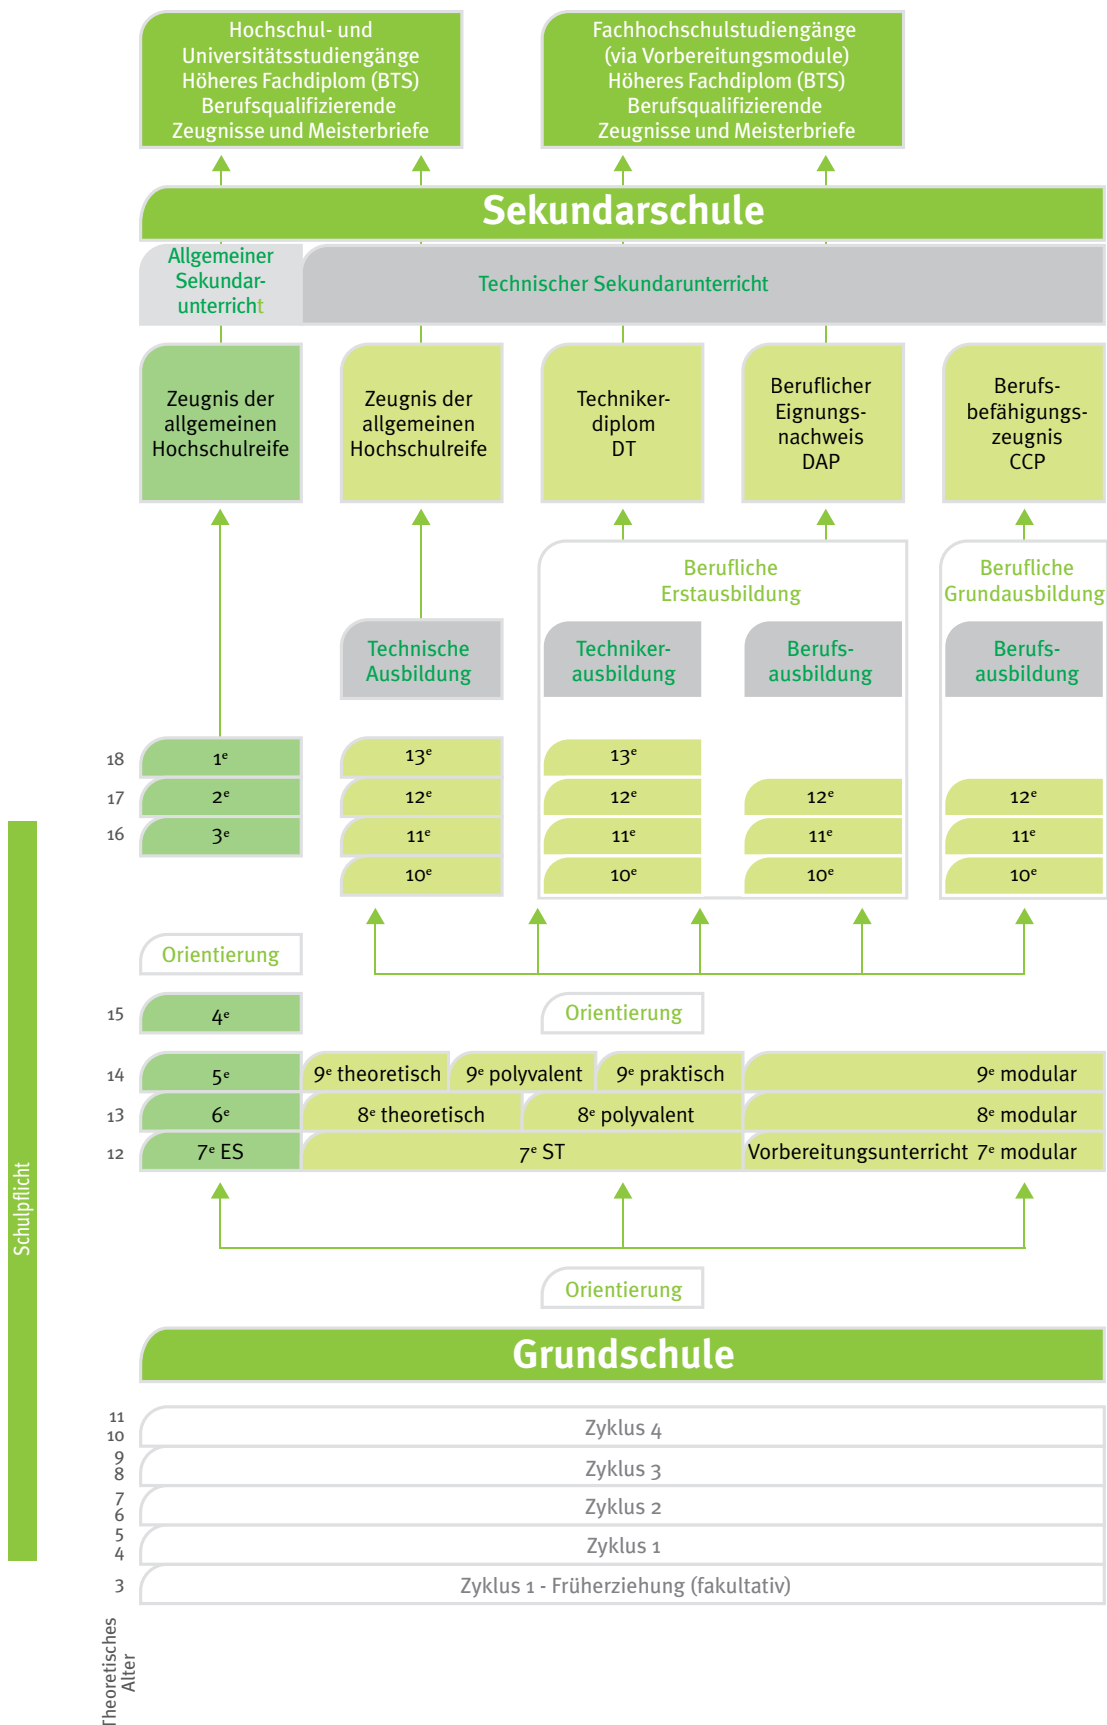 Hochschul- und
Universitätsstudiengänge
Höheres Fachdiplom (BTS)
Berufsqualifizierende
Zeugnisse und Meisterbriefe
Fachhochschulstudiengänge
(via Vorbereitungsmodule)
Höheres Fachdiplom (BTS)
Berufsqualifizierende
Zeugnisse und Meisterbriefe
Sekundarschule
Allgemeiner
Sekundar-
unterricht
Technischer Sekundarunterricht
Zeugnis der
allgemeinen
Hochschulreife
Zeugnis der
allgemeinen
Hochschulreife
Techniker-
diplom
DT
Beruflicher
Eignungs-
nachweis
DAP
Berufs-
befähigungs-
zeugnis
CCP
Berufliche
Erstausbildung
Berufliche
Grundausbildung
Technische
Ausbildung
Techniker-
ausbildung
Berufs-
ausbildung
Berufs-
ausbildung
18 1e 13e 13e
17 2e 12e 12e 12e 12e
16 3e 11e 11e 11e 11e
10e 10e 10e 10e
Orientierung
15 4e Orientierung
14 5e 9e theoretisch 9e polyvalent 9e praktisch 9e modular
13 6e 8e theoretisch 8e polyvalent 8e modular
12 7e ES 7e ST Vorbereitungsunterricht 7e modular
Schulpflicht
Orientierung
Grundschule
11
10
Zyklus 4
9
8
Zyklus 3
7
6
Zyklus 2
5
4
Zyklus 1
3 Zyklus 1 - Früherziehung (fakultativ)
Theoretisches
Alter